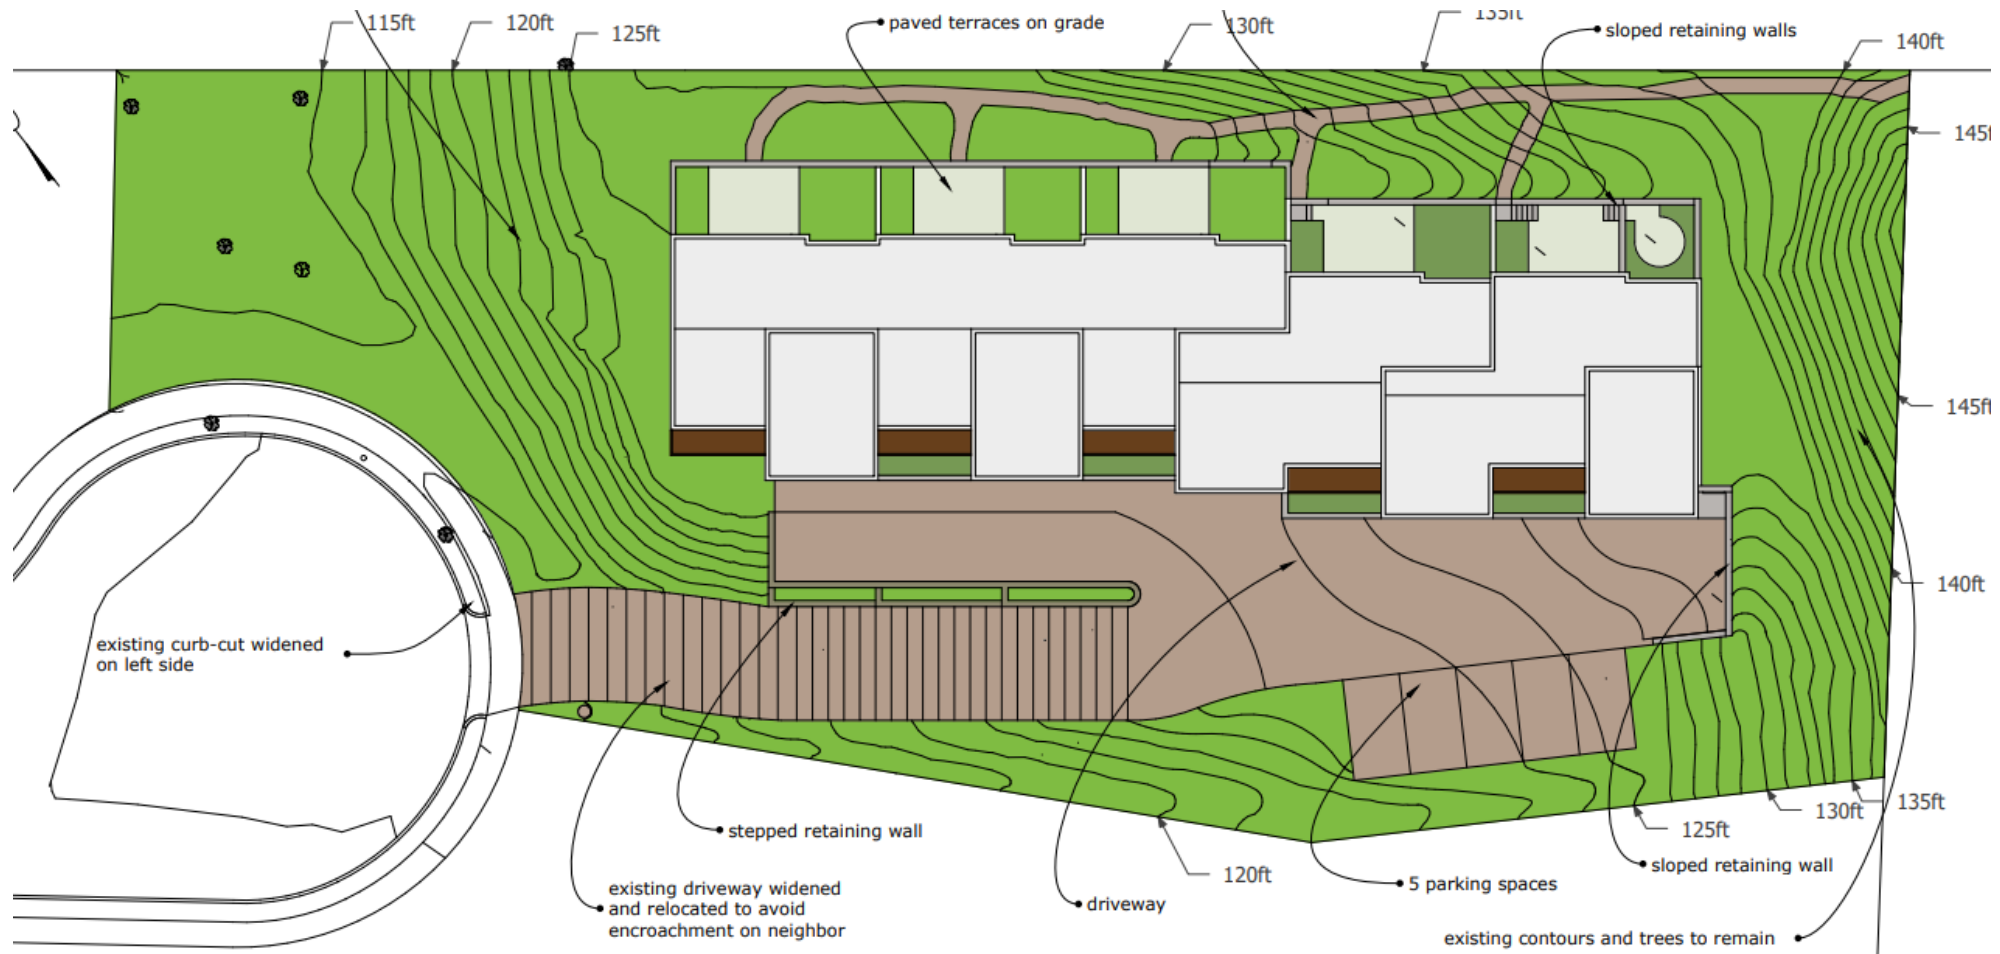 115ft
120ft
125ft
paved terraces on grade
130ft
135ft
sloped retaining walls
140ft
145ft
145ft
140ft
existing curb-cut widened
on left side
stepped retaining wall
existing driveway widened
and relocated to avoid
encroachment on neighbor
driveway
120ft
5 parking spaces
125ft
130ft
135ft
sloped retaining wall
existing contours and trees to remain